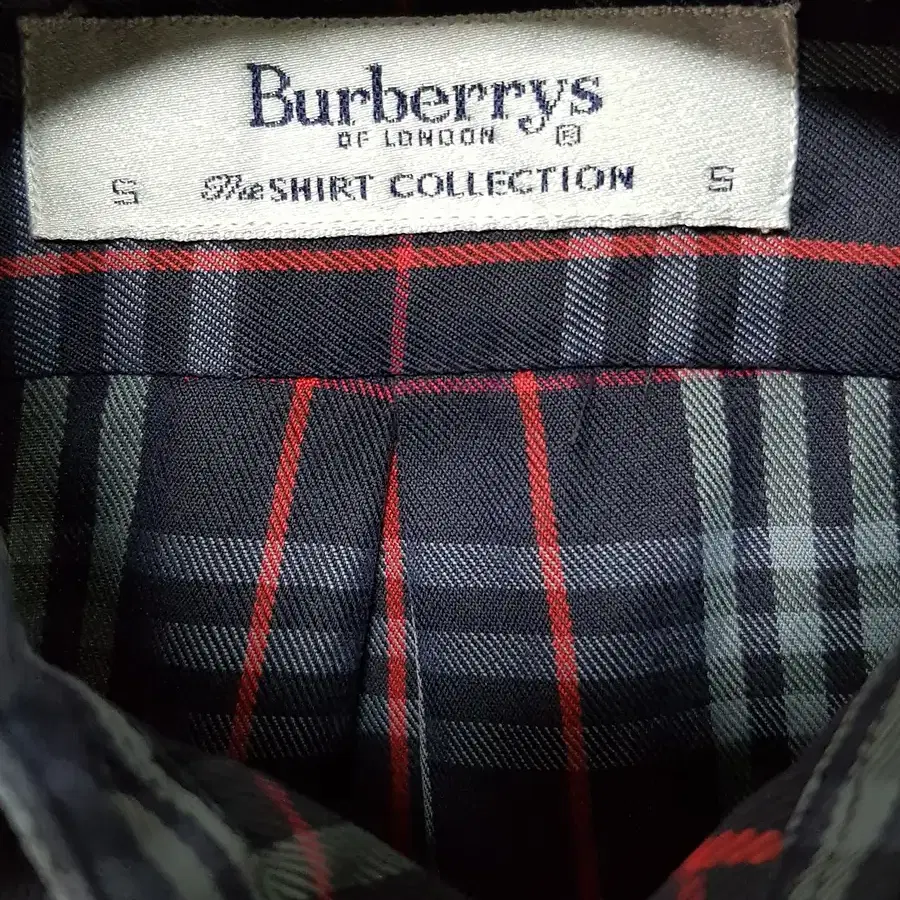 Burberrys
OF LONDON ®
S The SHIRT COLLECTION S